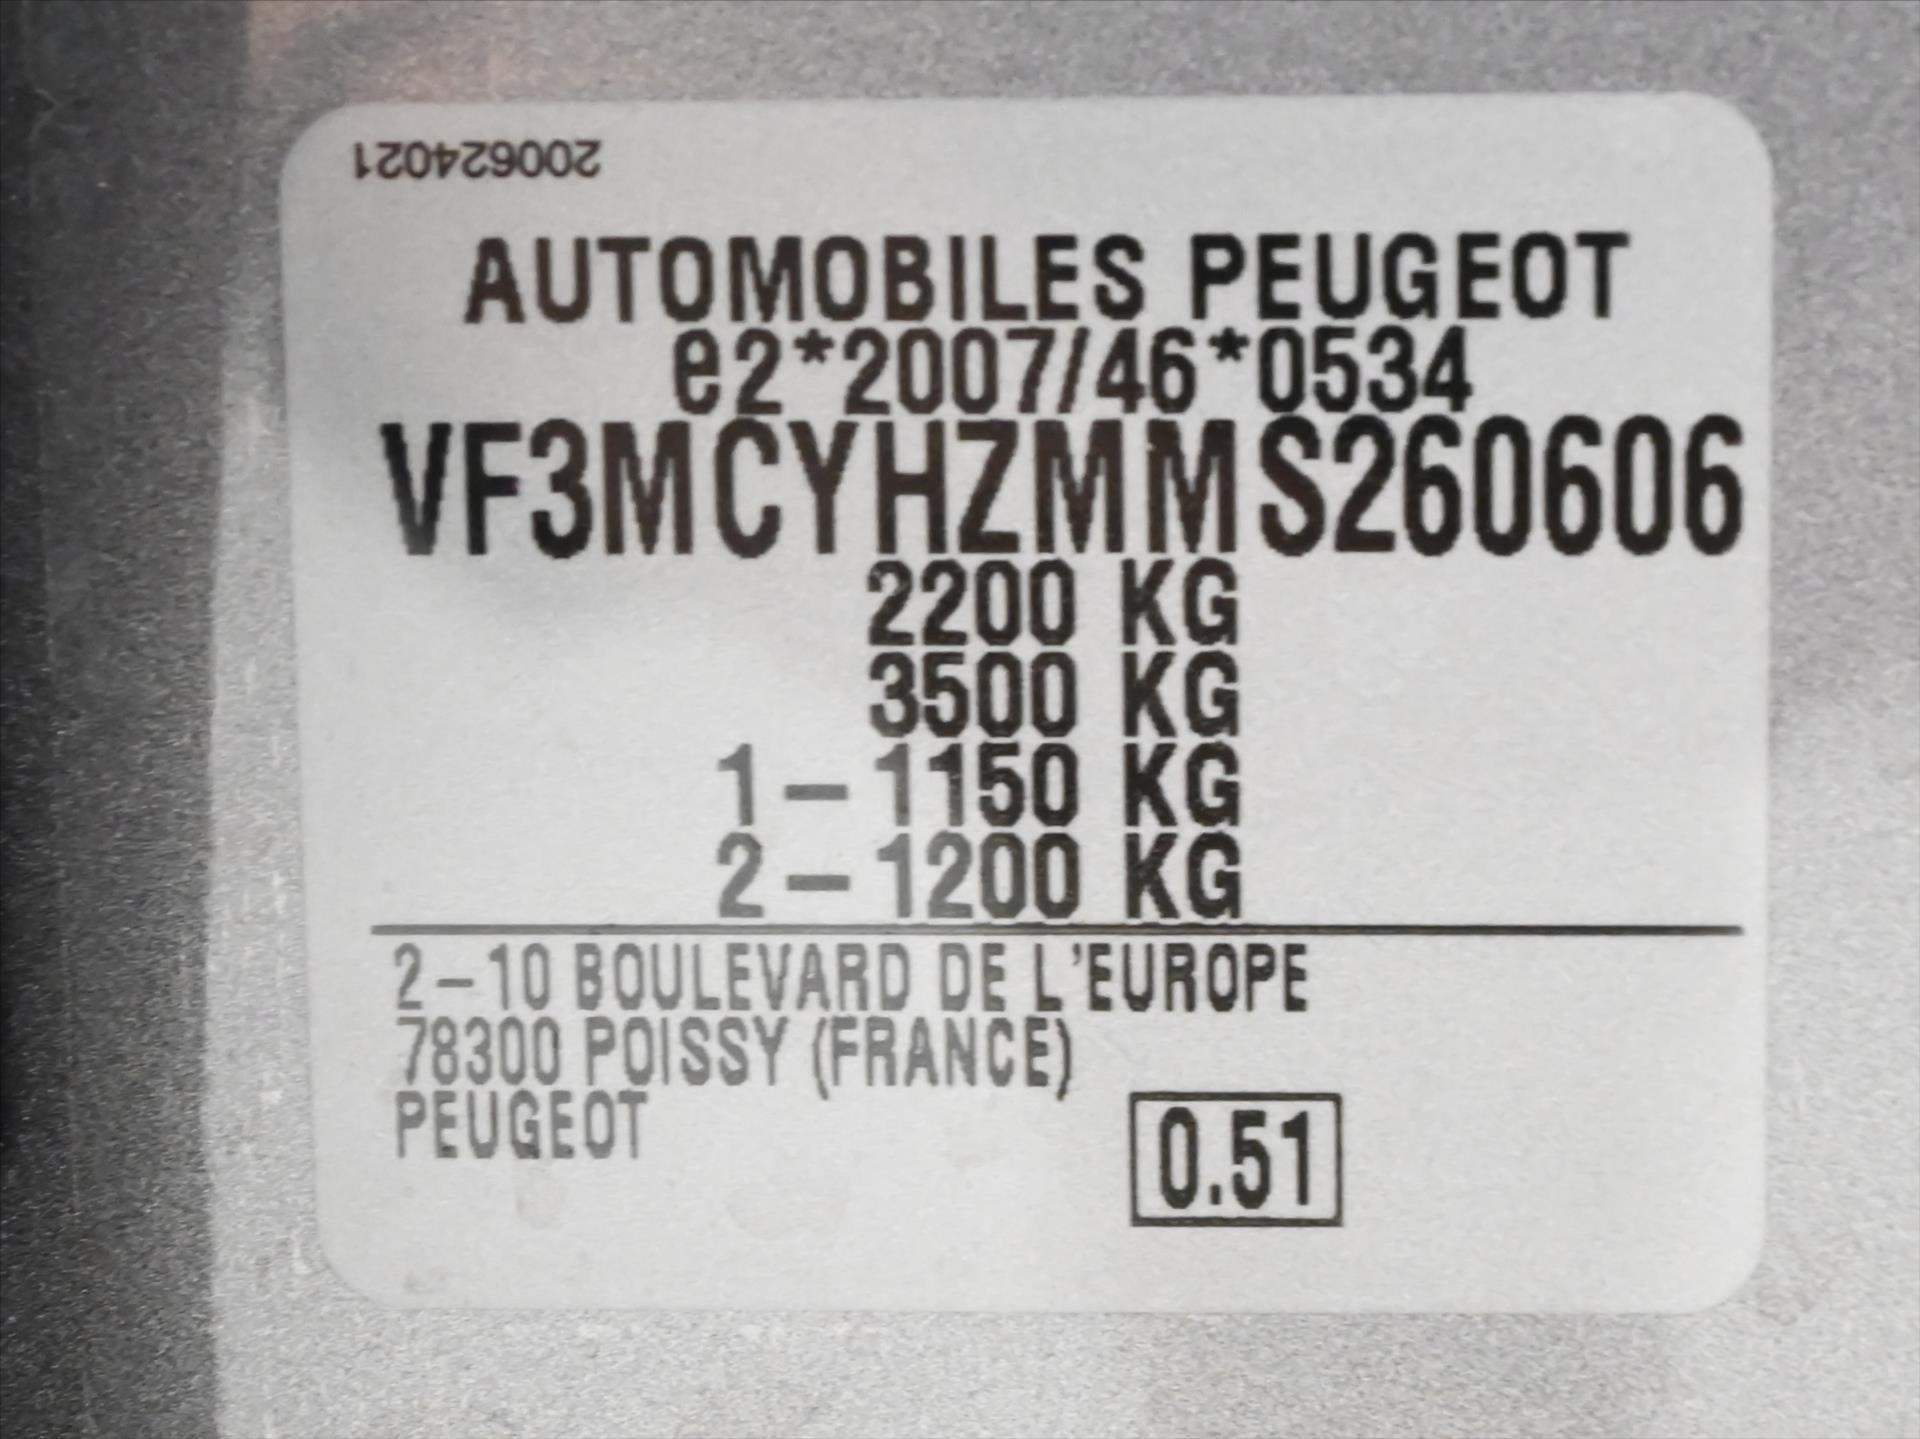 200624021
AUTOMOBILES PEUGEOT
e2*2007/46*0534
VF3MCYHZMMS260606
2200 KG
3500 KG
1 - 1150 KG
2 - 1200 KG
2-10 BOULEVARD DE L'EUROPE
78300 POISSY (FRANCE)
PEUGEOT
0.51